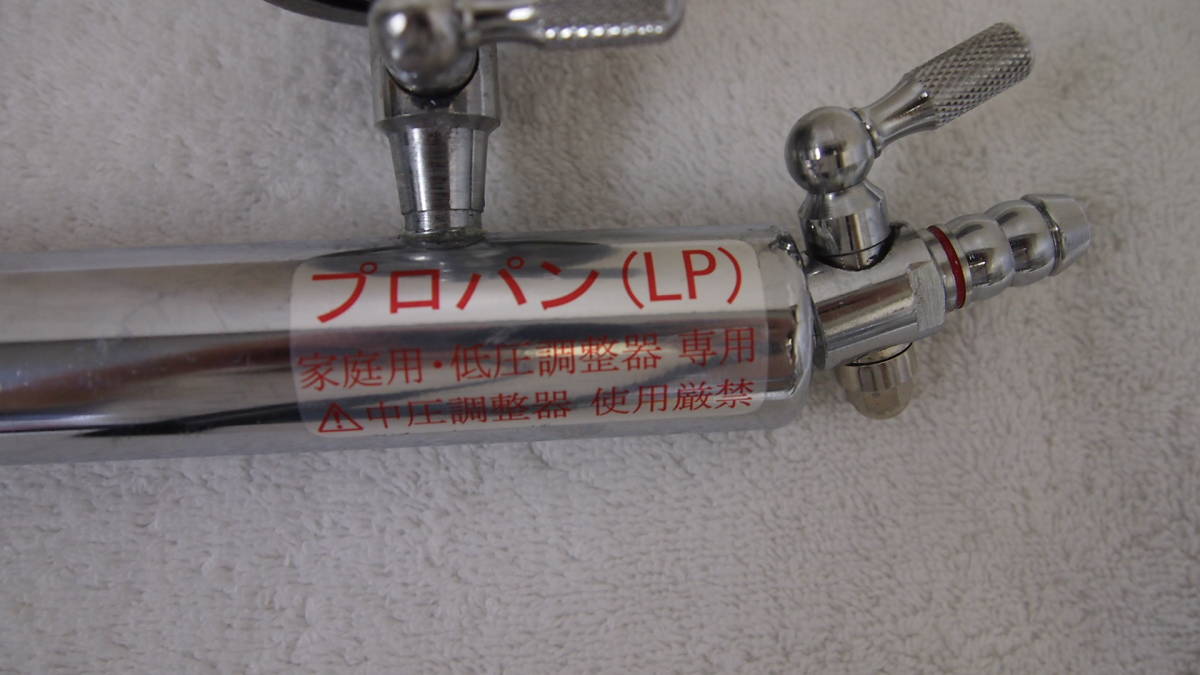 プロパン(LP)
家庭用・低圧調整器 専用
⚠中圧調整器 使用厳禁